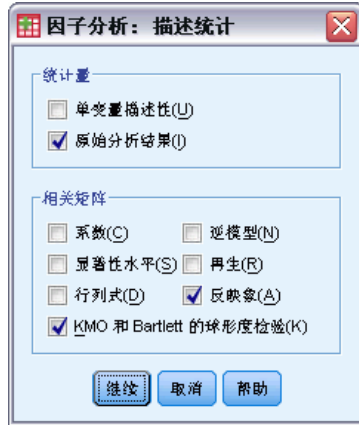 因子分析：描述统计
统计量
单变量描述性(U)
原始分析结果(I)
相关矩阵
系数(C) 逆模型(N)
显著性水平(S) 再生(R)
行列式(D) 反映象(A)
KMO 和 Bartlett 的球形度检验(K)
继续 取消 帮助